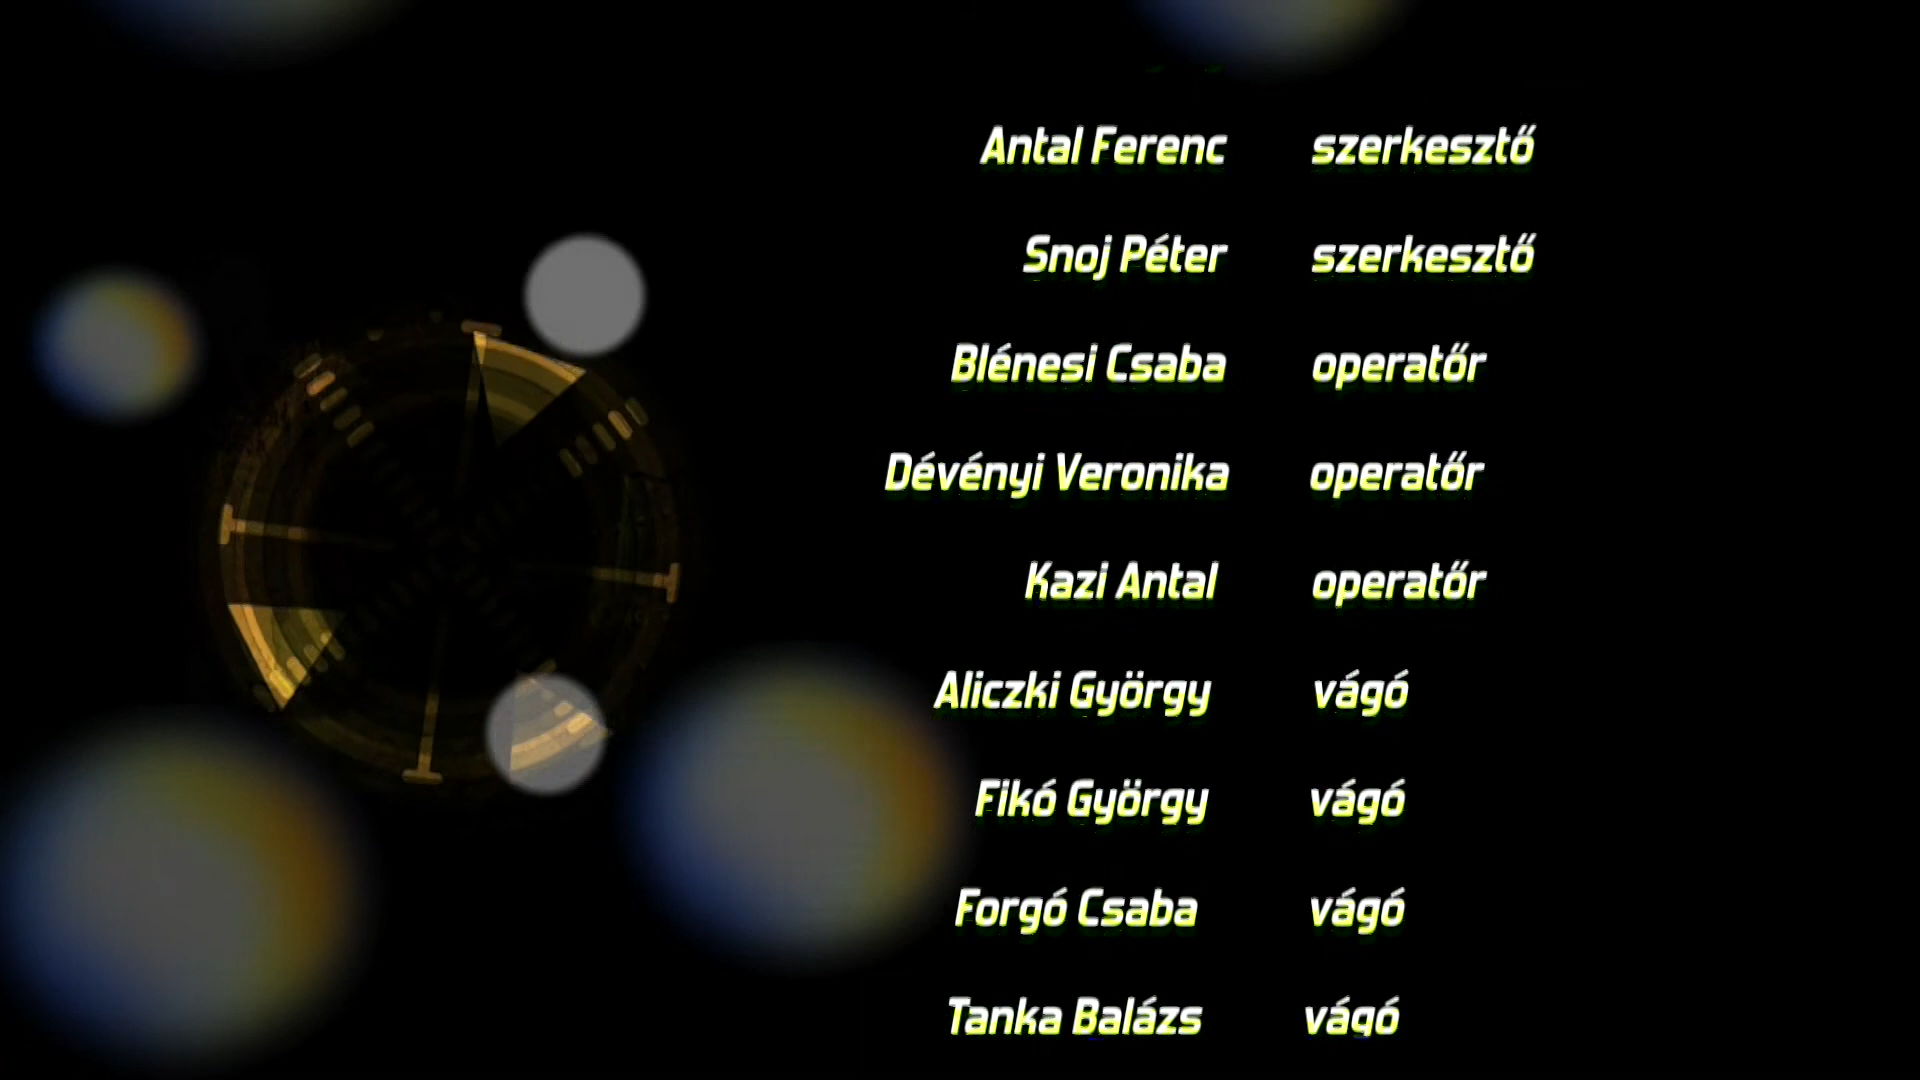 Antal Ferenc szerkesztő
Snoj Péter szerkesztő
Blénesi Csaba operatőr
Dévényi Veronika operatőr
Kazi Antal operatőr
Aliczki György vágó
Fikó György vágó
Forgó Csaba vágó
Tanka Balázs vágó